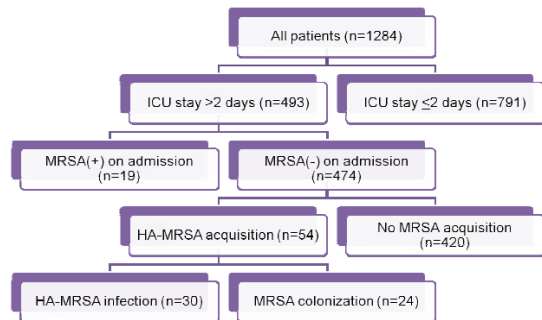 All patients (n=1284)
ICU stay >2 days (n=493)
ICU stay ≤2 days (n=791)
MRSA(+) on admission
(n=19)
MRSA(-) on admission
(n=474)
HA-MRSA acquisition (n=54)
No MRSA acquisition
(n=420)
HA-MRSA infection (n=30)
MRSA colonization (n=24)